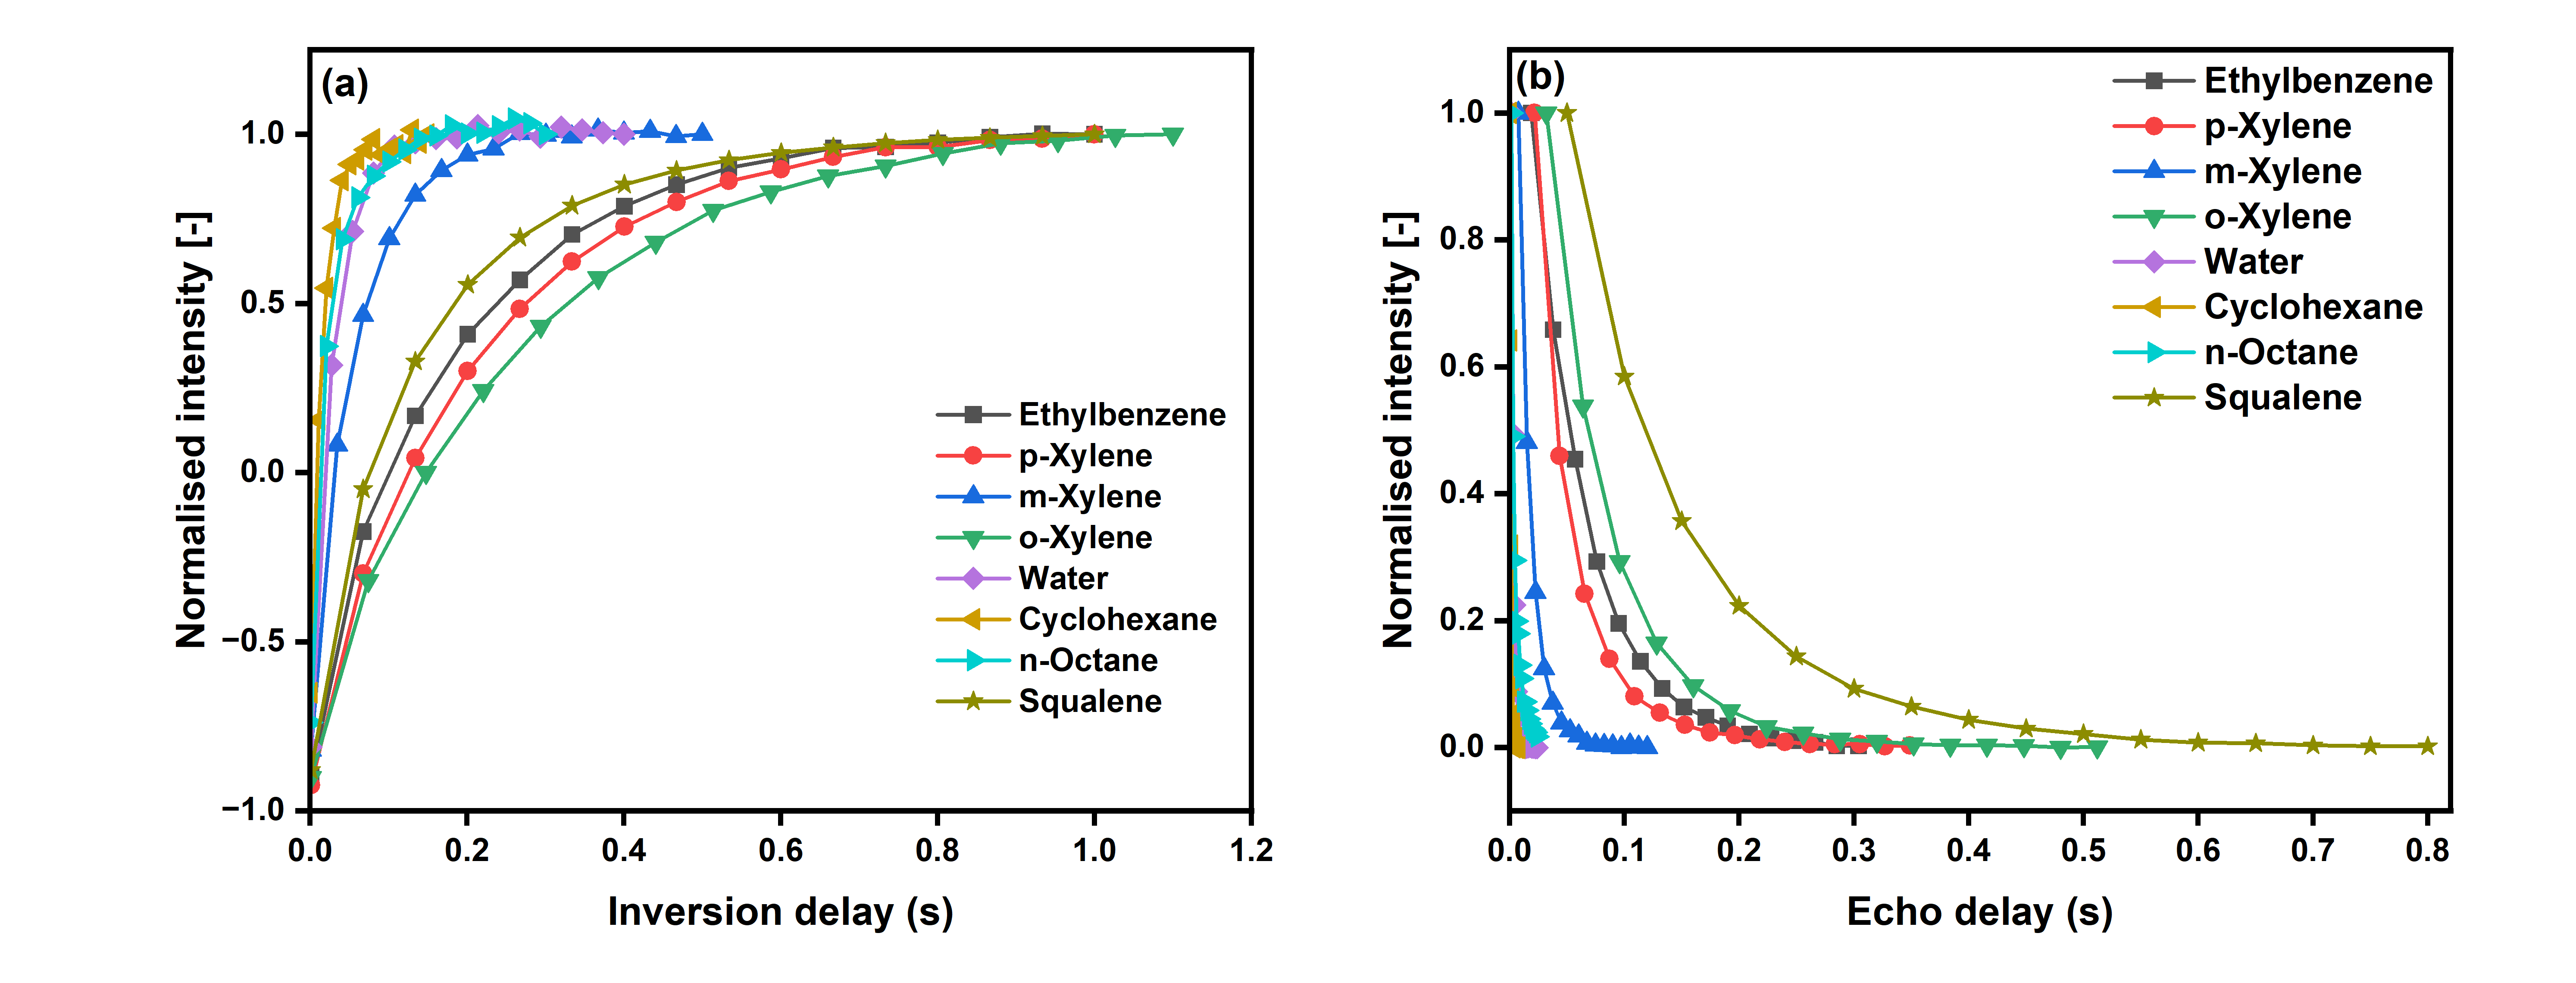 (a)
Normalised intensity [-]
1.0
0.5
0.0
−0.5
−1.0
Ethylbenzene
p-Xylene
m-Xylene
o-Xylene
Water
Cyclohexane
n-Octane
Squalene
0.0 0.2 0.4 0.6 0.8 1.0 1.2
Inversion delay (s)
(b)
Normalised intensity [-]
1.0
0.8
0.6
0.4
0.2
0.0
Ethylbenzene
p-Xylene
m-Xylene
o-Xylene
Water
Cyclohexane
n-Octane
Squalene
0.0 0.1 0.2 0.3 0.4 0.5 0.6 0.7 0.8
Echo delay (s)